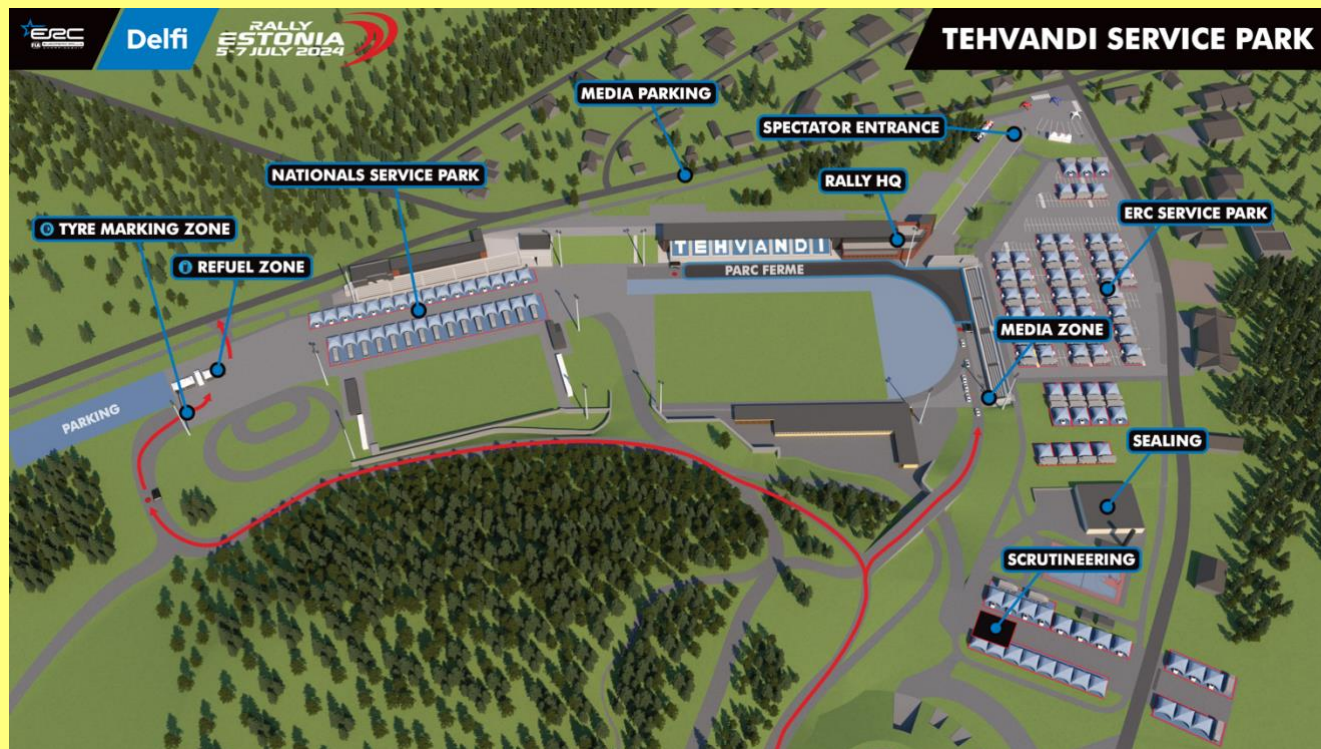 ERC
Delfi
RALLY
ESTONIA
5-7 JULY 2024
TEHVANDI SERVICE PARK
MEDIA PARKING
SPECTATOR ENTRANCE
NATIONALS SERVICE PARK
RALLY HQ
TYRE MARKING ZONE
ERC SERVICE PARK
REFUEL ZONE
TEHVANDI
PARC FERME
MEDIA ZONE
PARKING
SEALING
SCRUTINEERING